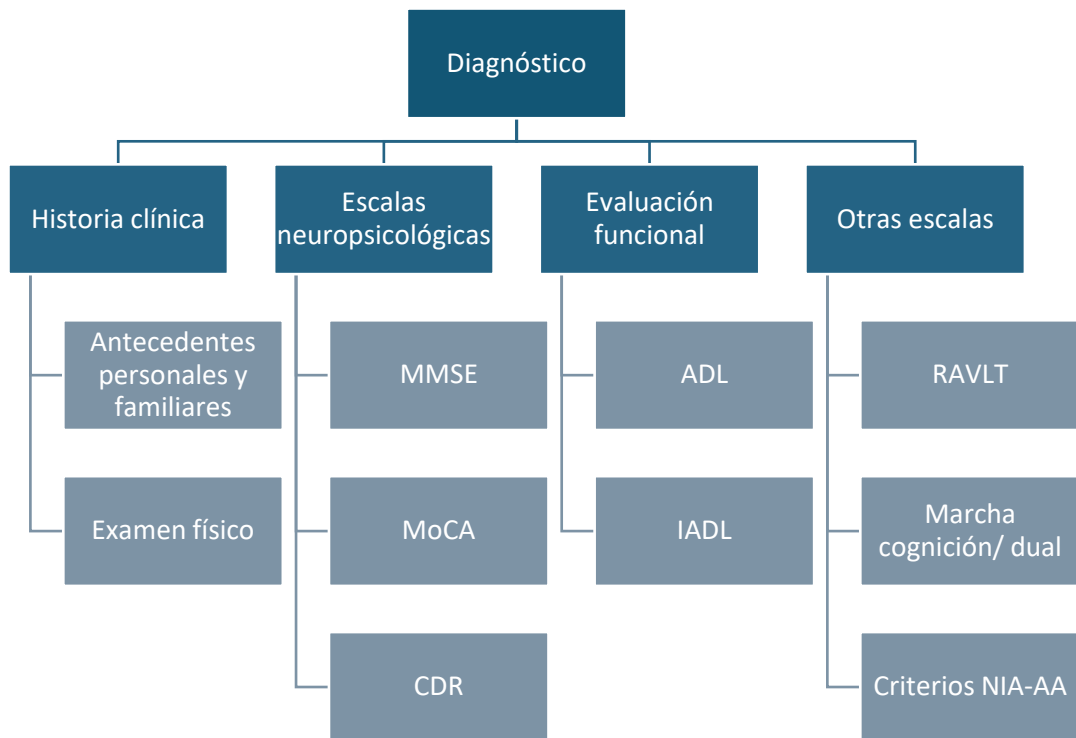 Diagnóstico
Historia clínica
Escalas
neuropsicológicas
Evaluación
funcional
Otras escalas
Antecedentes
personales y
familiares
Examen físico
MMSE
MoCA
CDR
ADL
IADL
RAVLT
Marcha
cognición/ dual
Criterios NIA-AA